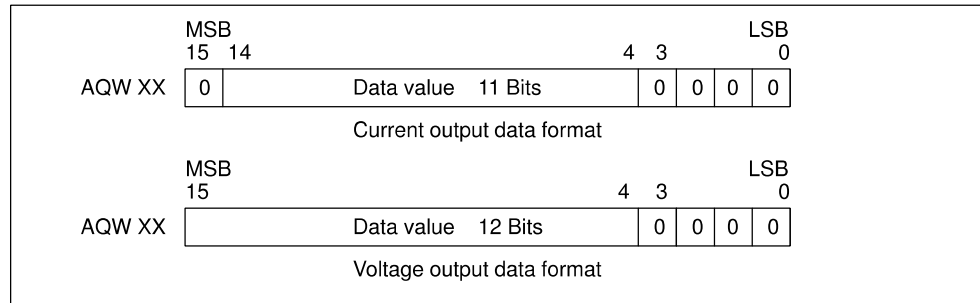 MSB LSB
15 14 4 3 0
AQW XX 0 Data value 11 Bits 0 0 0 0
Current output data format
MSB LSB
15 4 3 0
AQW XX Data value 12 Bits 0 0 0 0
Voltage output data format